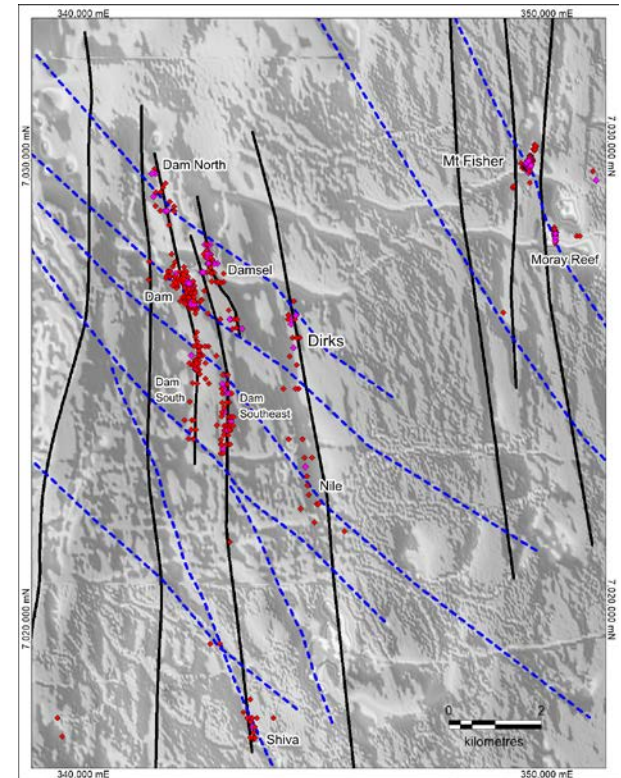 340,000 mE
350,000 mE
7,030,000 mN
7,030,000 mN
Dam North
Mt Fisher
Damsel
Moray Reef
Dam
Dirks
Dam
South
Dam
Southeast
Nile
7,020,000 mN
7,020,000 mN
0
2
kilometres
Shiva
340,000 mE
350,000 mE